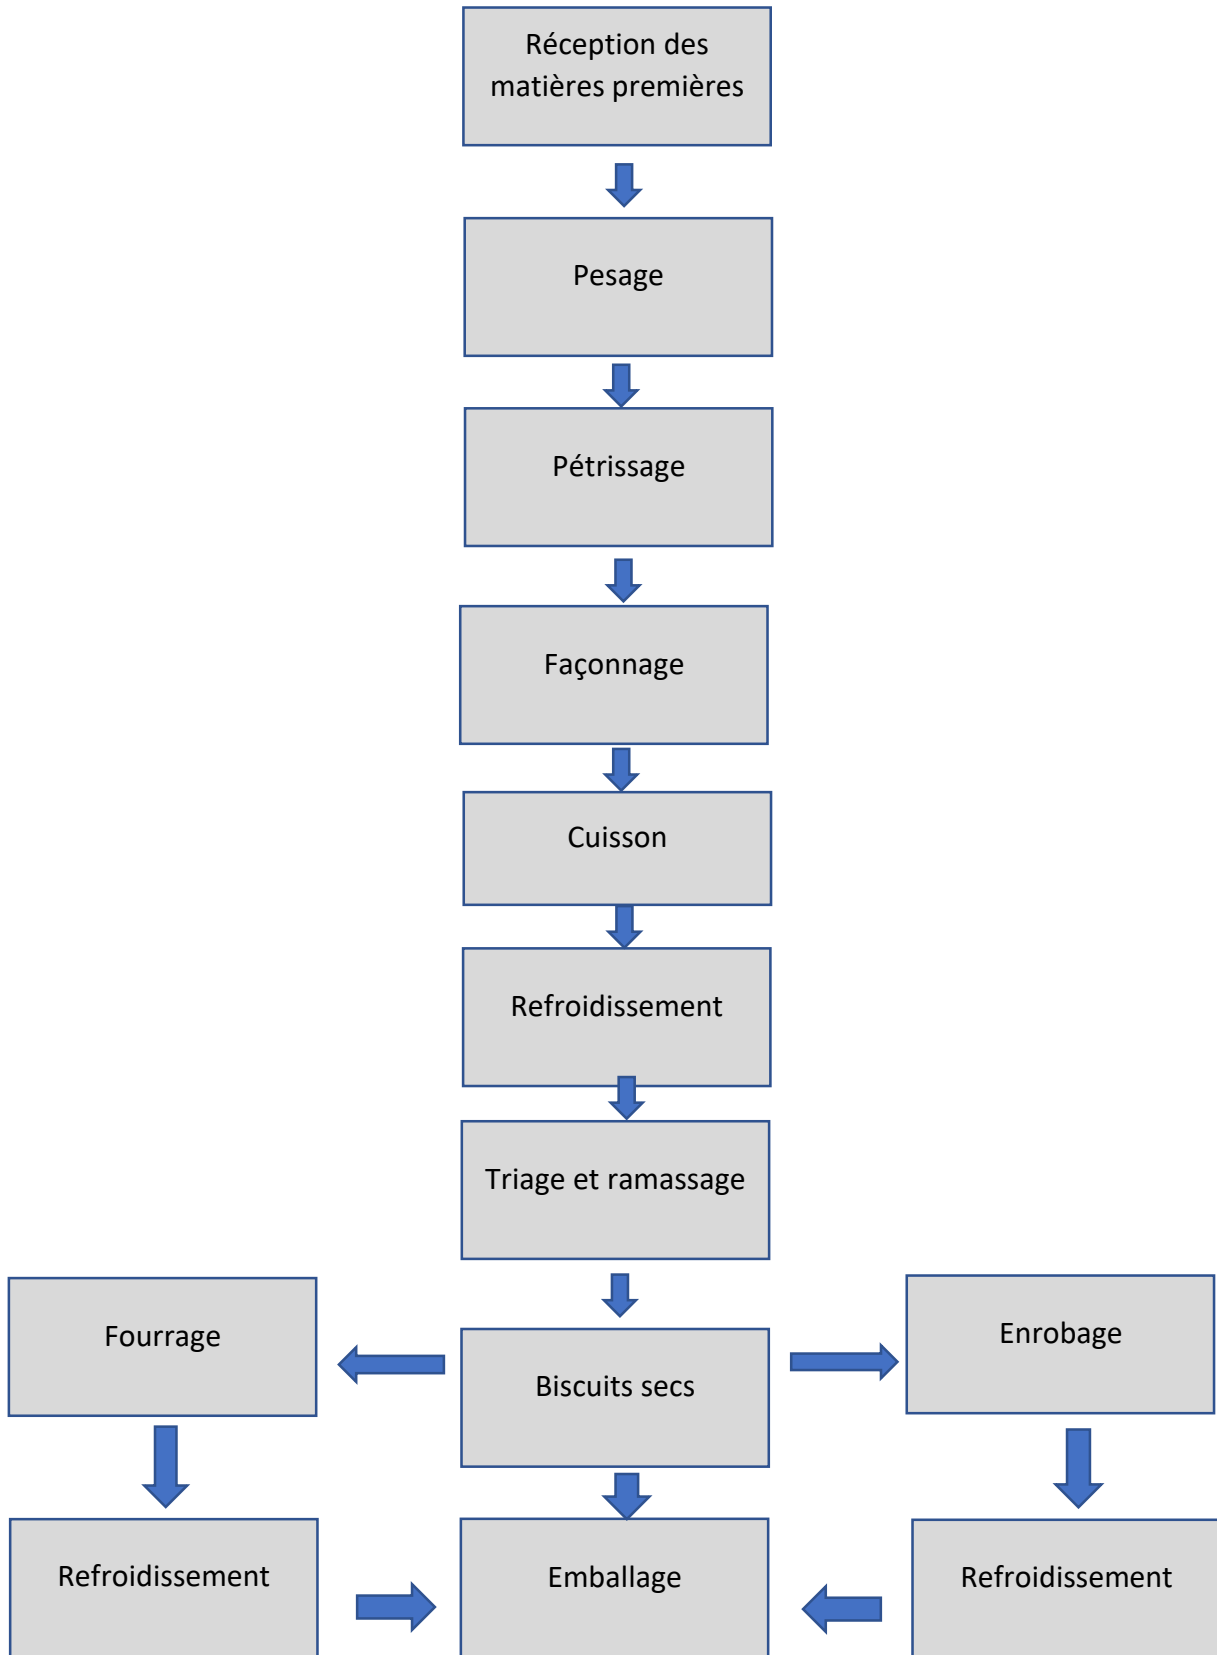 Réception des
matières premières
Pesage
Pétrissage
Façonnage
Cuisson
Refroidissement
Triage et ramassage
Fourrage
Enrobage
Biscuits secs
Refroidissement
Emballage
Refroidissement